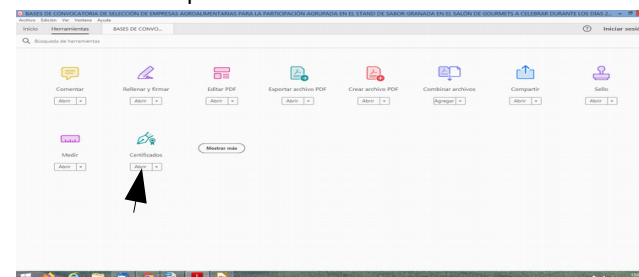 BASES DE CONVOCATORIA DE SELECCIÓN DE EMPRESAS AGROALIMENTARIAS PARA LA PARTICIPACIÓN AGRUPADA EN EL STAND DE SABOR GRANADA EN EL SALÓN DE GOURMETS A CELEBRAR DURANTE LOS DÍAS 2...
Archivo Edición Ver Ventana Ayuda
Inicio Herramientas BASES DE CONVO... Iniciar sesió
Búsqueda de herramientas
Comentar Rellenar y firmar Editar PDF Exportar archivo PDF Crear archivo PDF Combinar archivos Compartir Sello
Abrir Abrir Abrir Abrir Abrir Agregar Abrir Abrir
Medir Certificados Mostrar más
Abrir Abrir